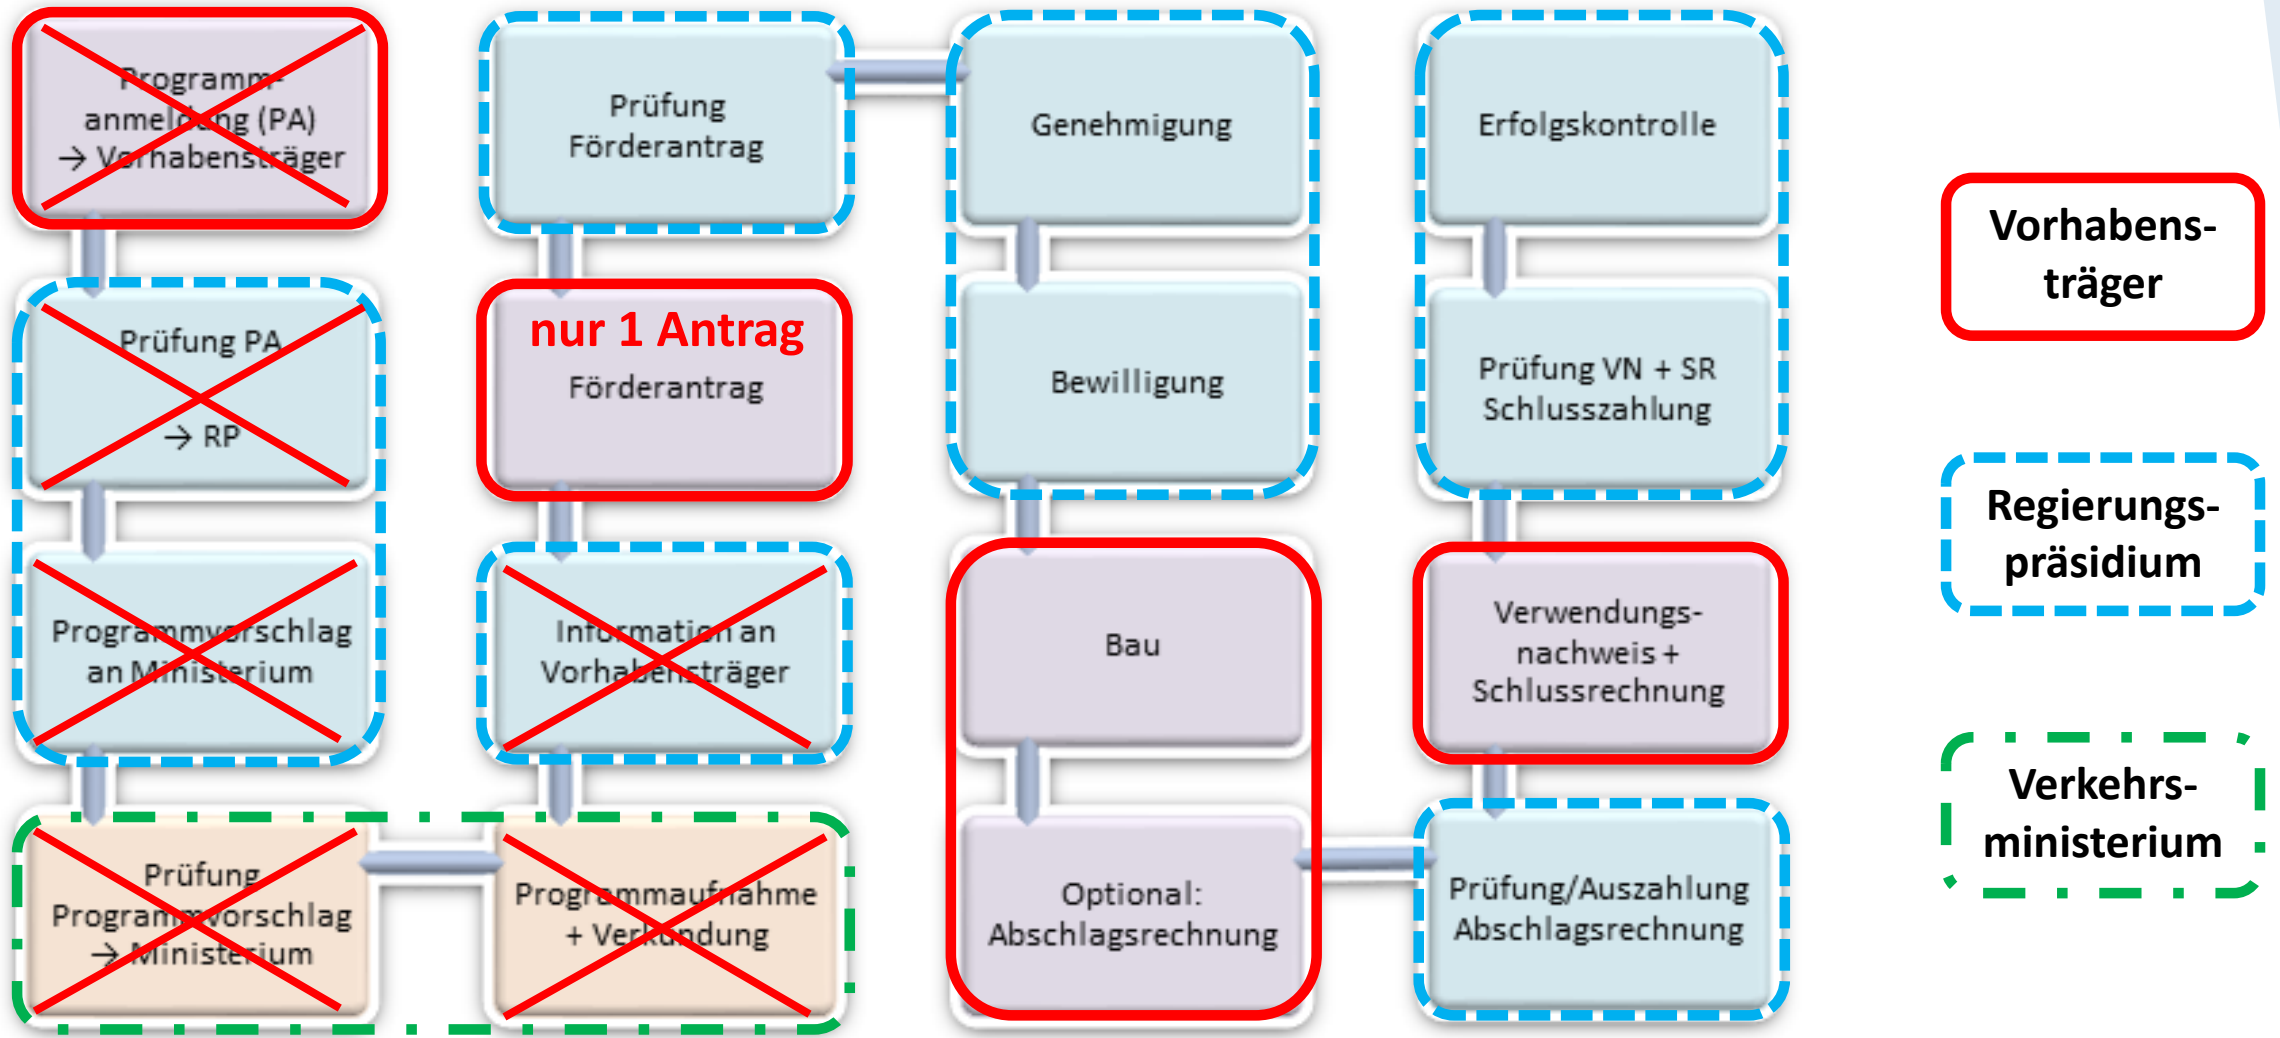 Programm-
anmeldung (PA)
→ Vorhabensträger
Prüfung PA
→ RP
Programmvorschlag
an Ministerium
Prüfung
Programmvorschlag
→ Ministerium
Prüfung
Förderantrag
nur 1 Antrag
Förderantrag
Information an
Vorhabensträger
Programmaufnahme
+ Verkündung
Genehmigung
Bewilligung
Bau
Optional:
Abschlagsrechnung
Erfolgskontrolle
Prüfung VN + SR
Schlusszahlung
Verwendungs-
nachweis +
Schlussrechnung
Prüfung/Auszahlung
Abschlagsrechnung
Vorhabens-
träger
Regierungs-
präsidium
Verkehrs-
ministerium